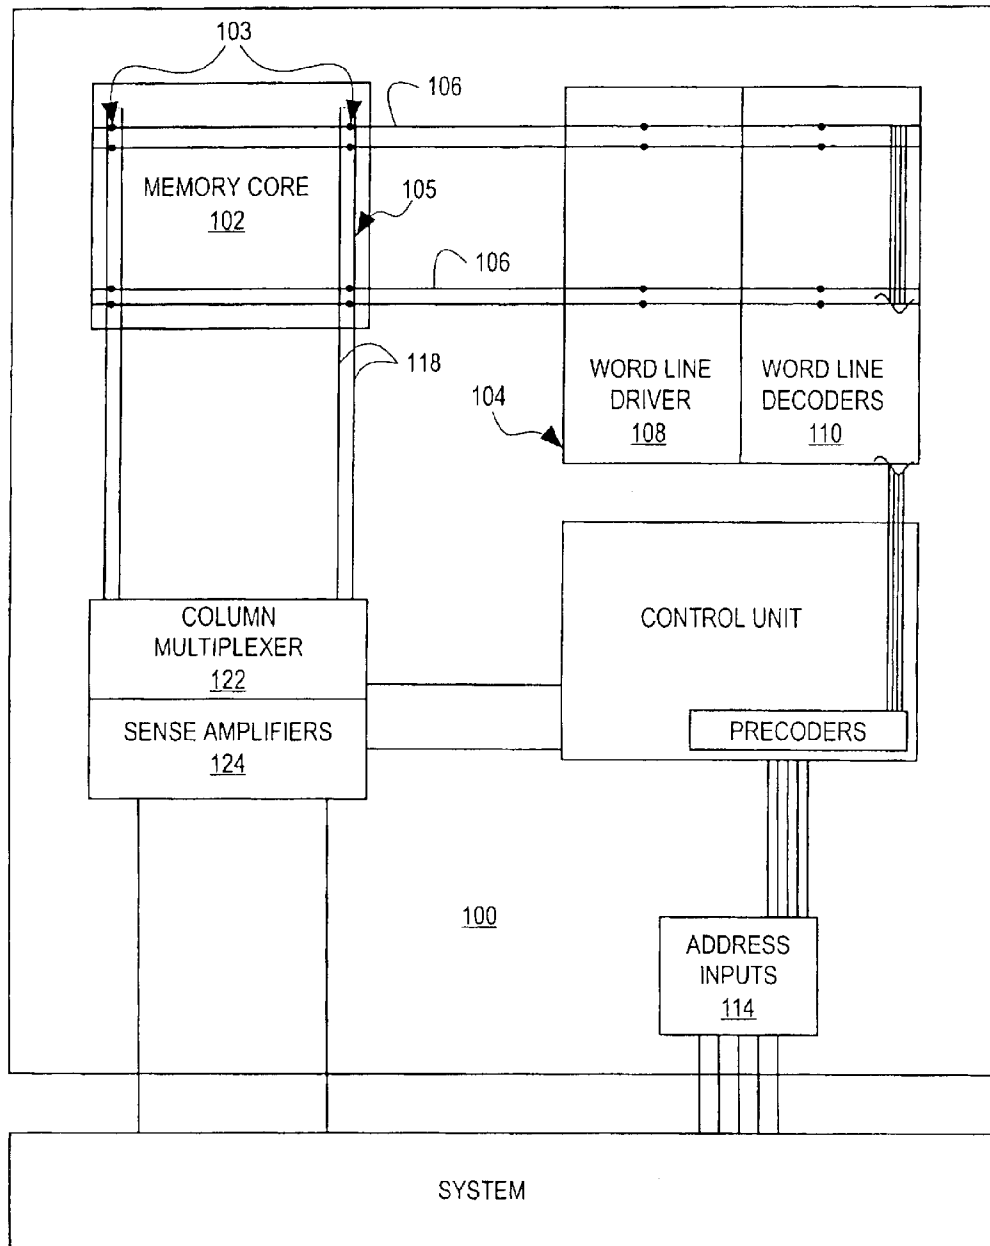 103
106
MEMORY CORE
102
105
106
118
104
WORD LINE
DRIVER
108
WORD LINE
DECODERS
110
COLUMN
MULTIPLEXER
122
SENSE AMPLIFIERS
124
CONTROL UNIT
PRECODERS
100
ADDRESS
INPUTS
114
SYSTEM